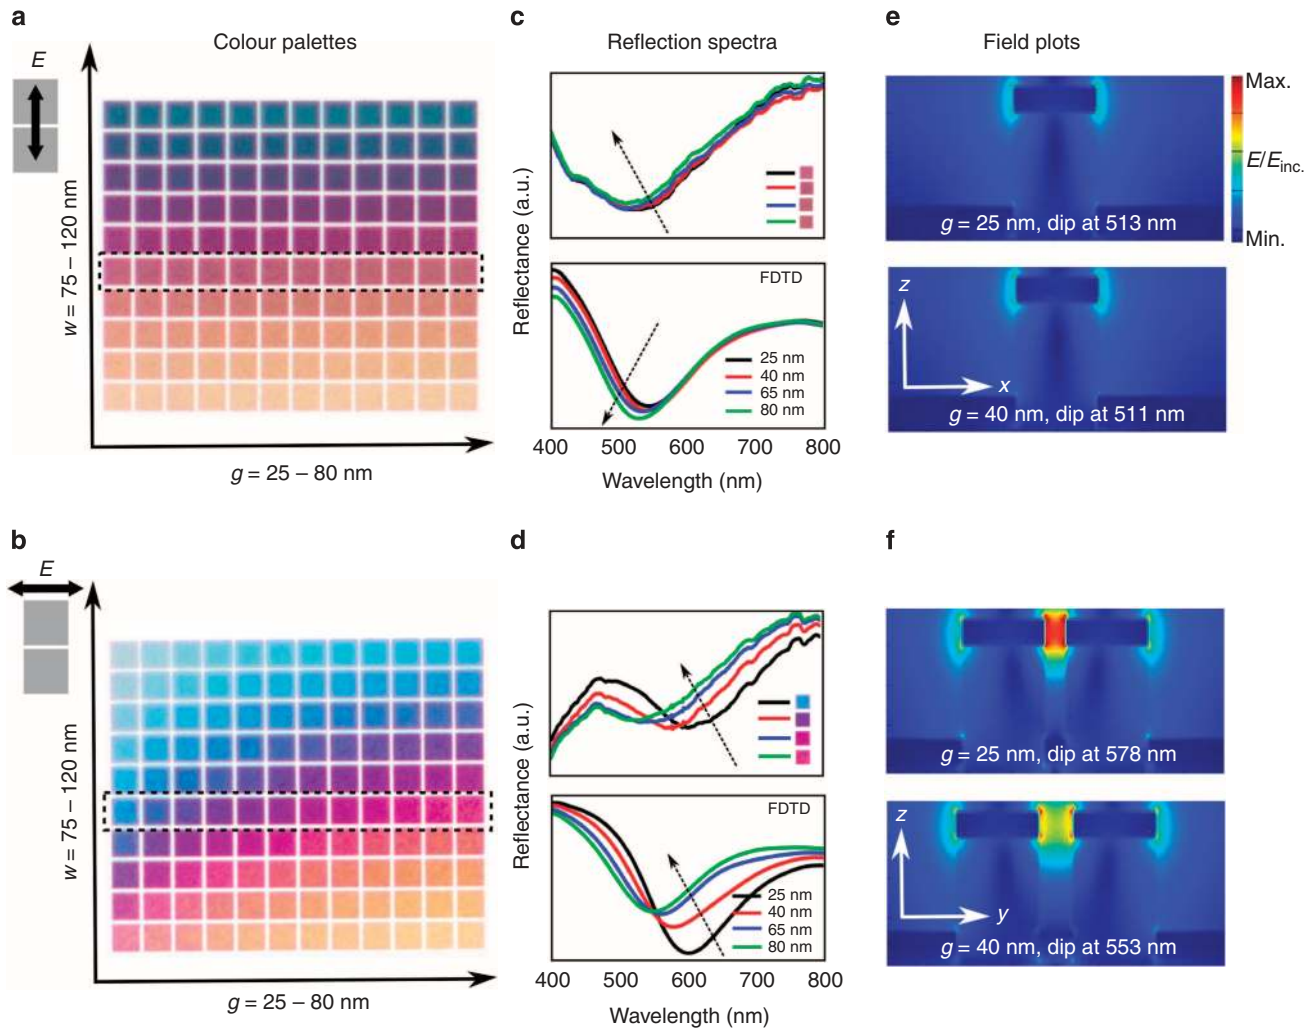 a
Colour palettes
E
w = 75 – 120 nm
g = 25 – 80 nm
c
Reflection spectra
Reflectance (a.u.)
FDTD
25 nm
40 nm
65 nm
80 nm
400 500 600 700 800
Wavelength (nm)
e
Field plots
Max.
E/Einc.
Min.
g = 25 nm, dip at 513 nm
z
x
g = 40 nm, dip at 511 nm
b
E
w = 75 – 120 nm
g = 25 – 80 nm
d
Reflectance (a.u.)
FDTD
25 nm
40 nm
65 nm
80 nm
400 500 600 700 800
Wavelength (nm)
f
g = 25 nm, dip at 578 nm
z
y
g = 40 nm, dip at 553 nm